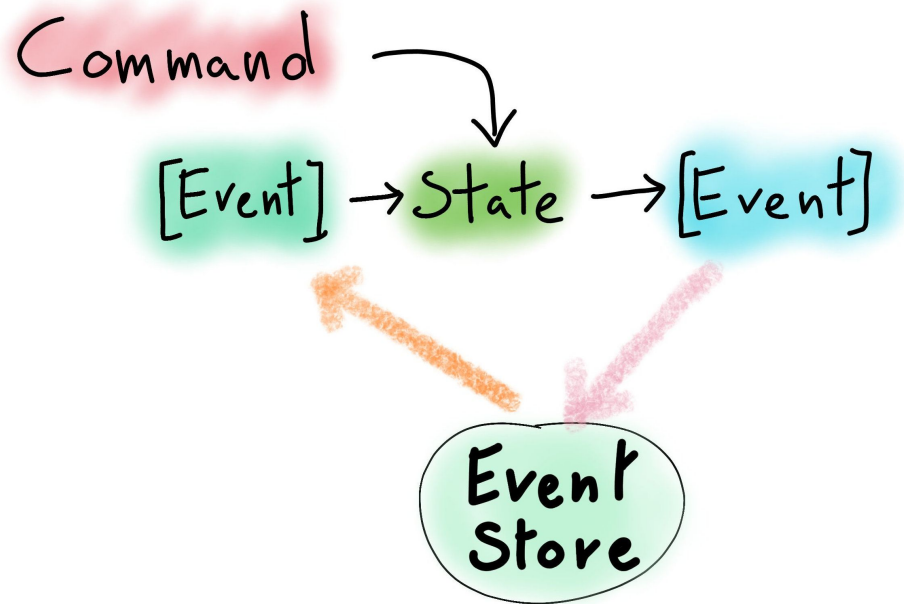 Command
[Event] → State → [Event]
Event
Store